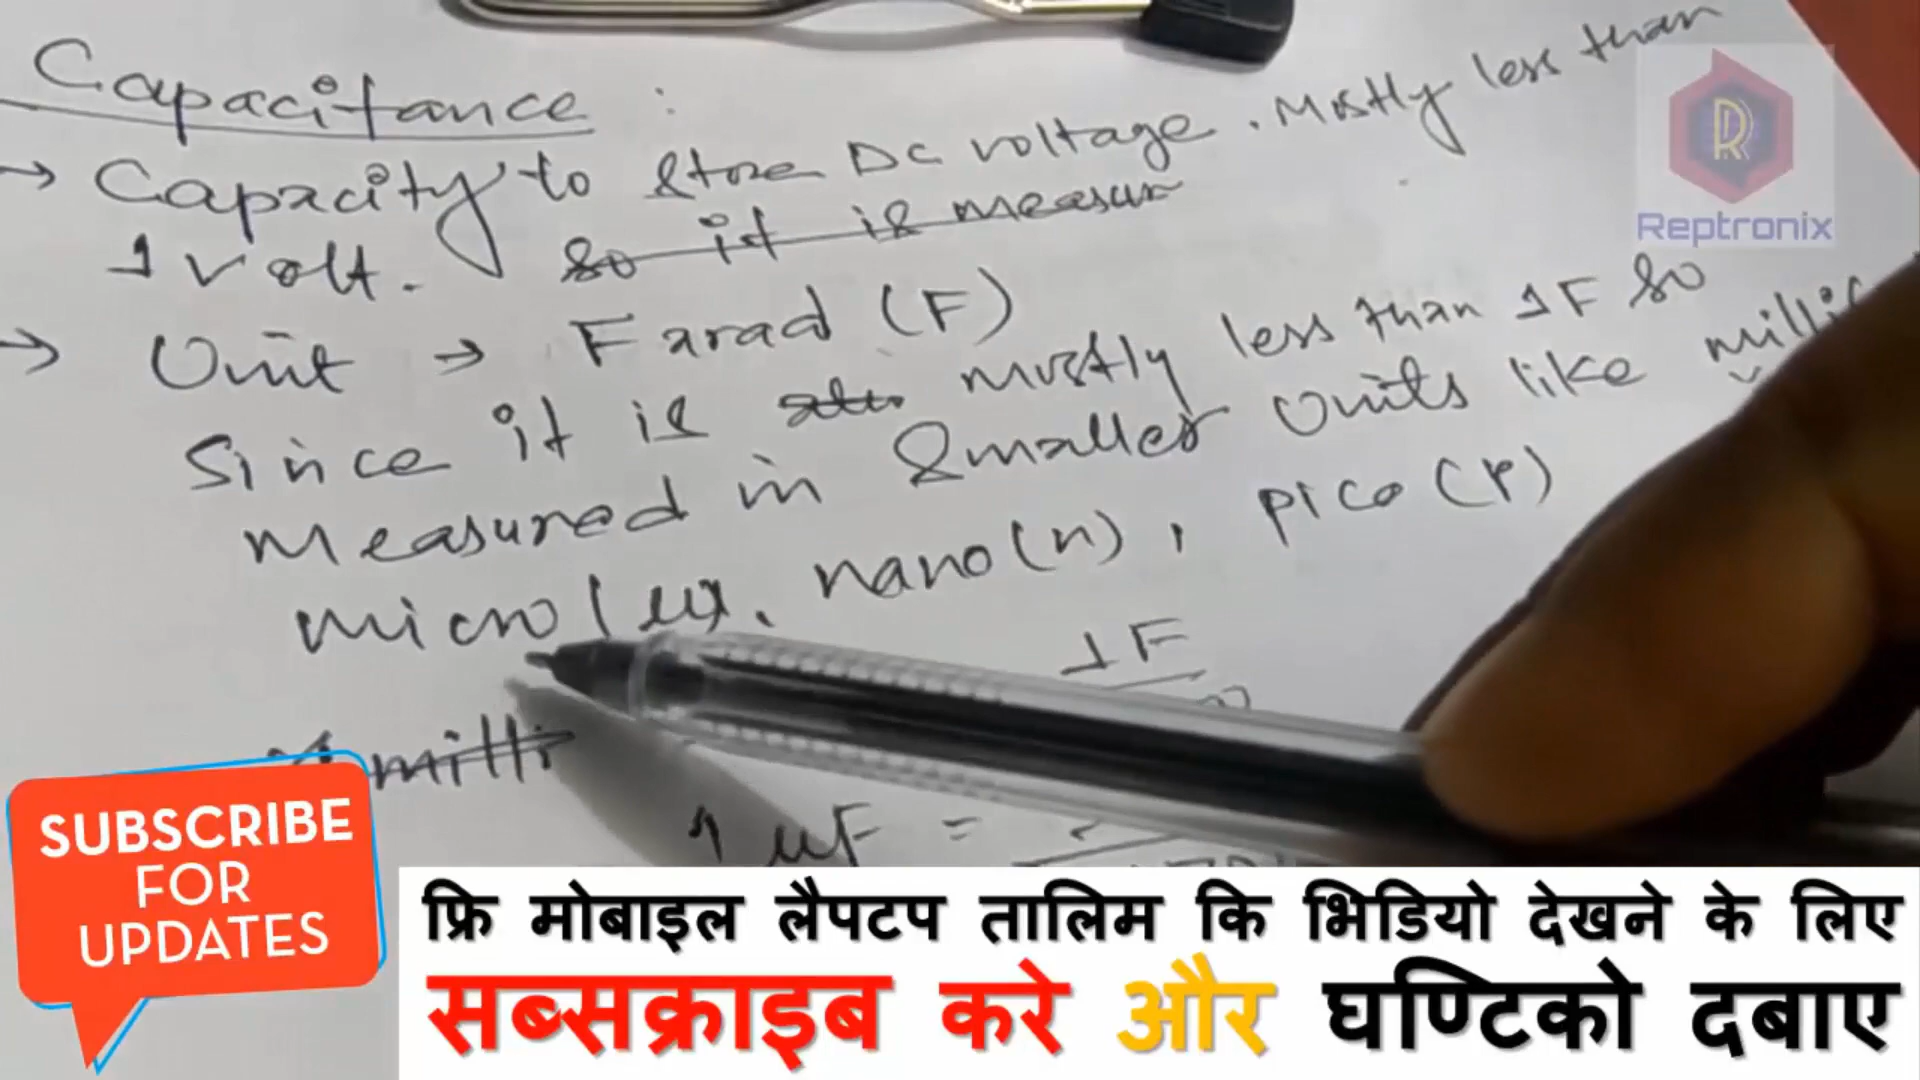 Capacitance :
→ Capacity to store DC voltage. Mostly less than
1 volt. so it is measur
→ Unit → Farad (F)
Since it is mostly less than 1F so
measured in smaller units like milli
micro (u), nano (n), pico (p)
1F
milli
1 uF =
Reptronix
SUBSCRIBE
FOR
UPDATES
फ्रि मोबाइल लैपटप तालिम कि भिडियो देखने के लिए
सब्सक्राइब करे और घण्टिको दबाए